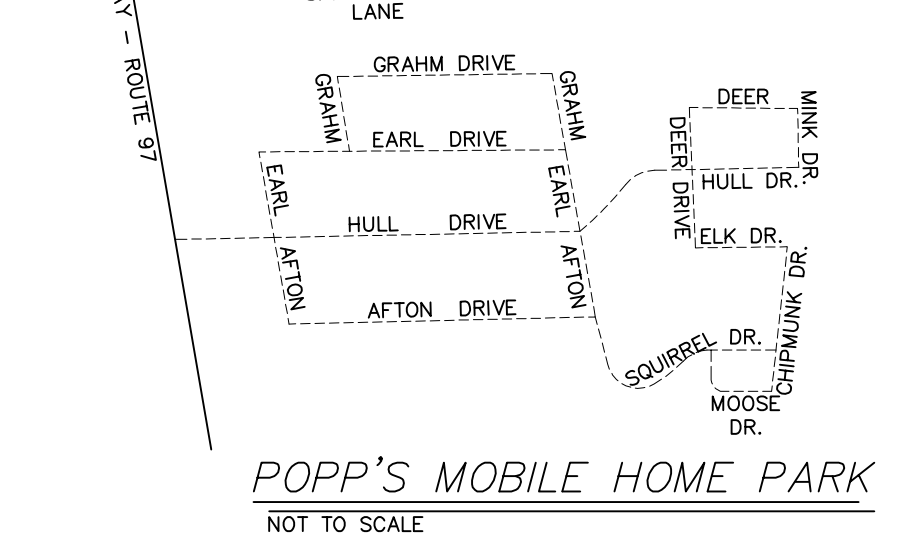 LANE
Y - ROUTE 97
GRAHM DRIVE
GRAHM
GRAHM
EARL DRIVE
EARL
EARL
HULL DRIVE
AFTON
AFTON
AFTON DRIVE
DEER
MINK DR.
DEER DRIVE
HULL DR.
ELK DR.
CHIPMUNK DR.
SQUIRREL DR.
MOOSE
DR.
POPP'S MOBILE HOME PARK
NOT TO SCALE